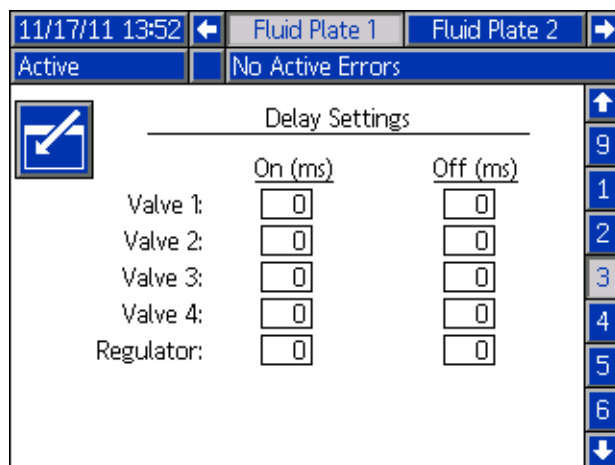 11/17/11 13:52 Fluid Plate 1 Fluid Plate 2
Active No Active Errors
Delay Settings
On (ms) Off (ms)
Valve 1: 0 0
Valve 2: 0 0
Valve 3: 0 0
Valve 4: 0 0
Regulator: 0 0
9
1
2
3
4
5
6